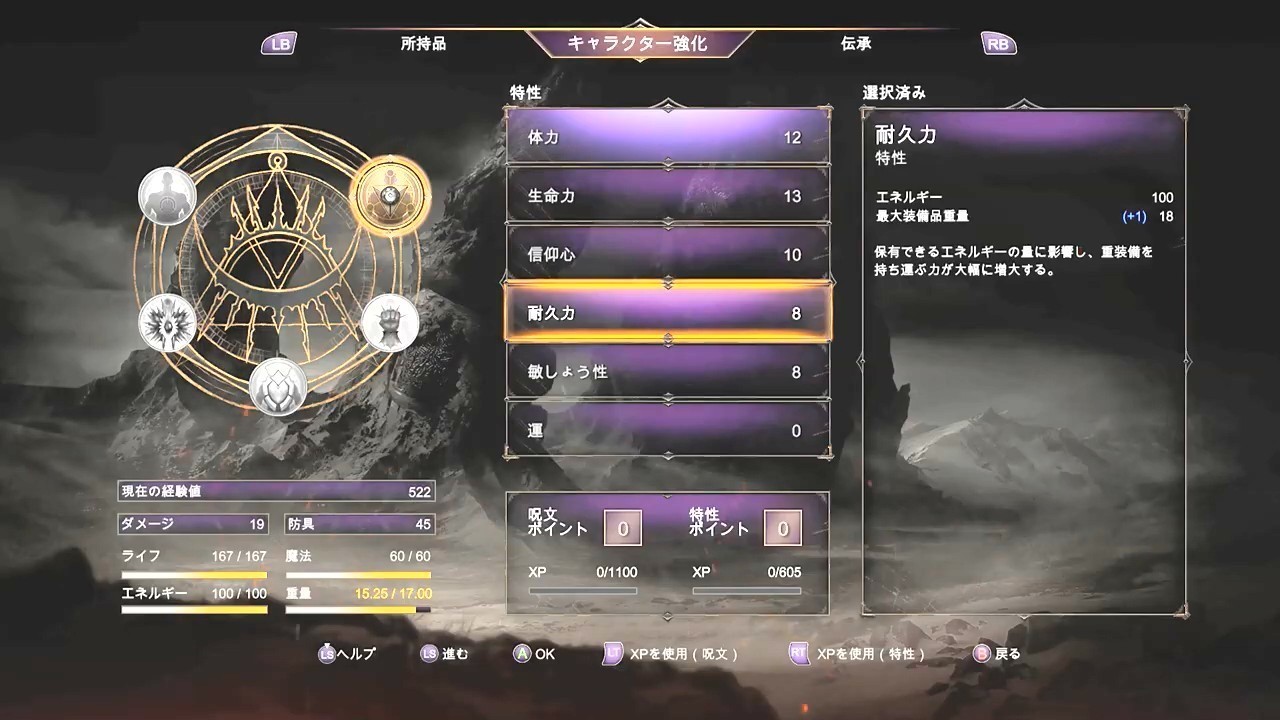 LB 所持品 キャラクター強化 伝承 RB
特性
体力 12
生命力 13
信仰心 10
耐久力 8
敏しょう性 8
運 0
選択済み
耐久力
特性
エネルギー 100
最大装備品重量 (+1) 18
保有できるエネルギーの量に影響し、重装備を
持ち運ぶ力が大幅に増大する。
現在の経験値 522
ダメージ 19 防具 45
ライフ 167 / 167 魔法 60 / 60
エネルギー 100 / 100 重量 15.25 / 17.00
呪文
ポイント 0
特性
ポイント 0
XP 0/1100 XP 0/605
LS ヘルプ LS 進む A OK LT XPを使用 ( 呪文 ) RT XPを使用 ( 特性 ) B 戻る